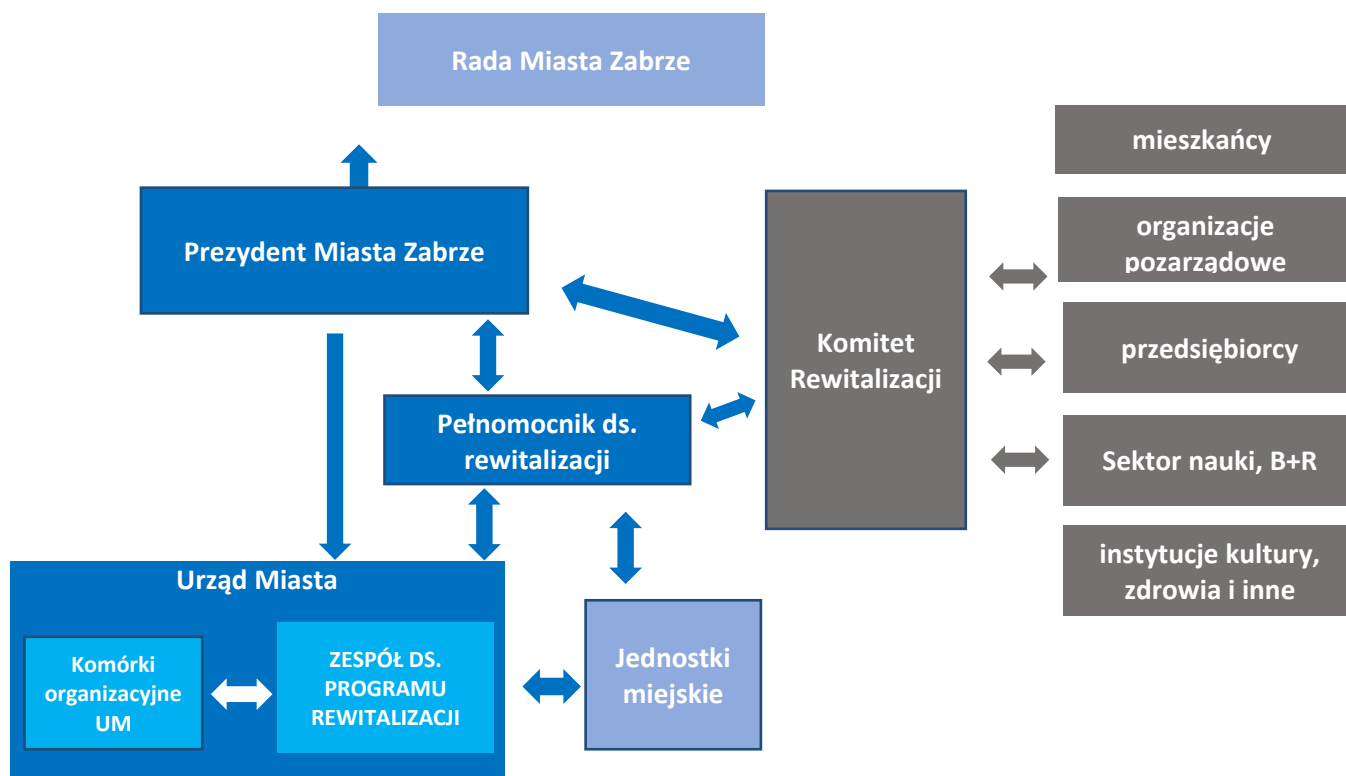 Rada Miasta Zabrze
mieszkańcy
organizacje
pozarządowe
Prezydent Miasta Zabrze
Komitet
Rewitalizacji
przedsiębiorcy
Pełnomocnik ds.
rewitalizacji
Sektor nauki, B+R
instytucje kultury,
zdrowia i inne
Urząd Miasta
Komórki
organizacyjne
UM
ZESPÓŁ DS.
PROGRAMU
REWITALIZACJI
Jednostki
miejskie